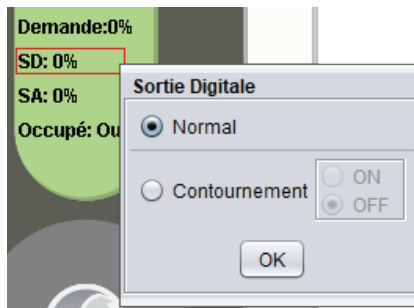 Demande:0%
SD: 0%
SA: 0%
Occupé: Ou
Sortie Digitale
Normal
Contournement
ON
OFF
OK